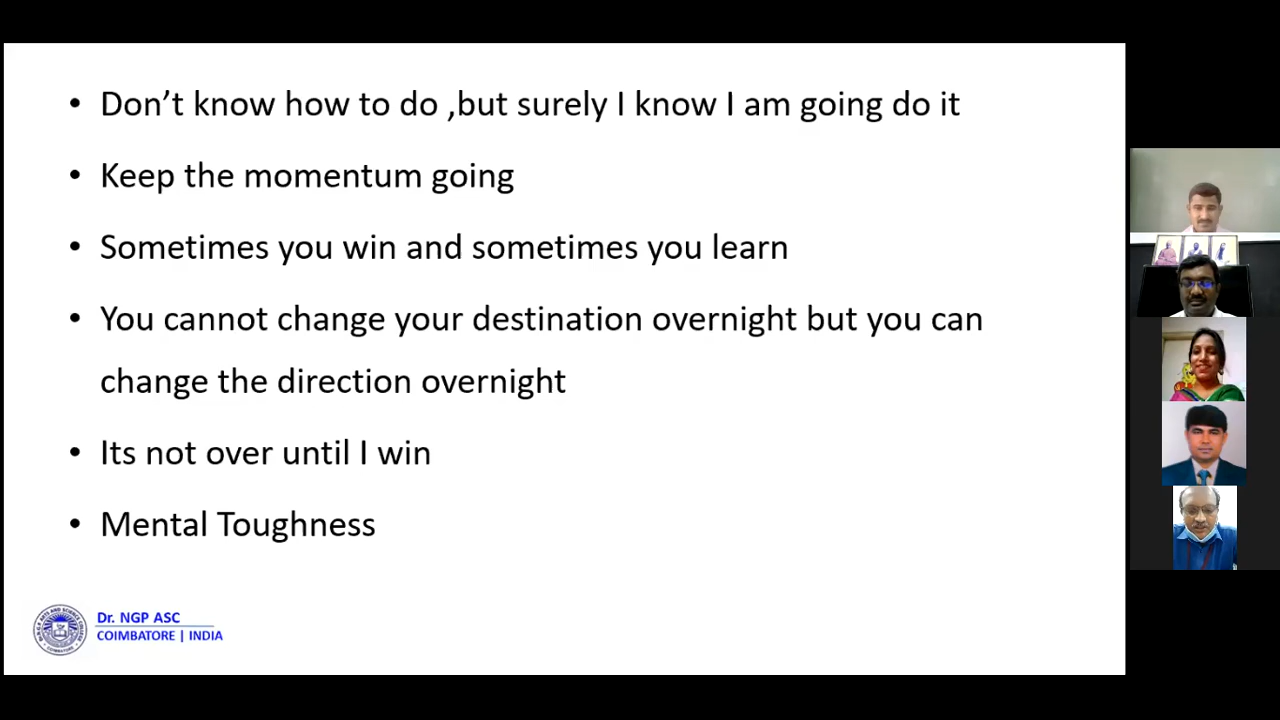 • Don’t know how to do ,but surely I know I am going do it
• Keep the momentum going
• Sometimes you win and sometimes you learn
• You cannot change your destination overnight but you can
change the direction overnight
• Its not over until I win
• Mental Toughness
Dr. NGP ASC
COIMBATORE | INDIA